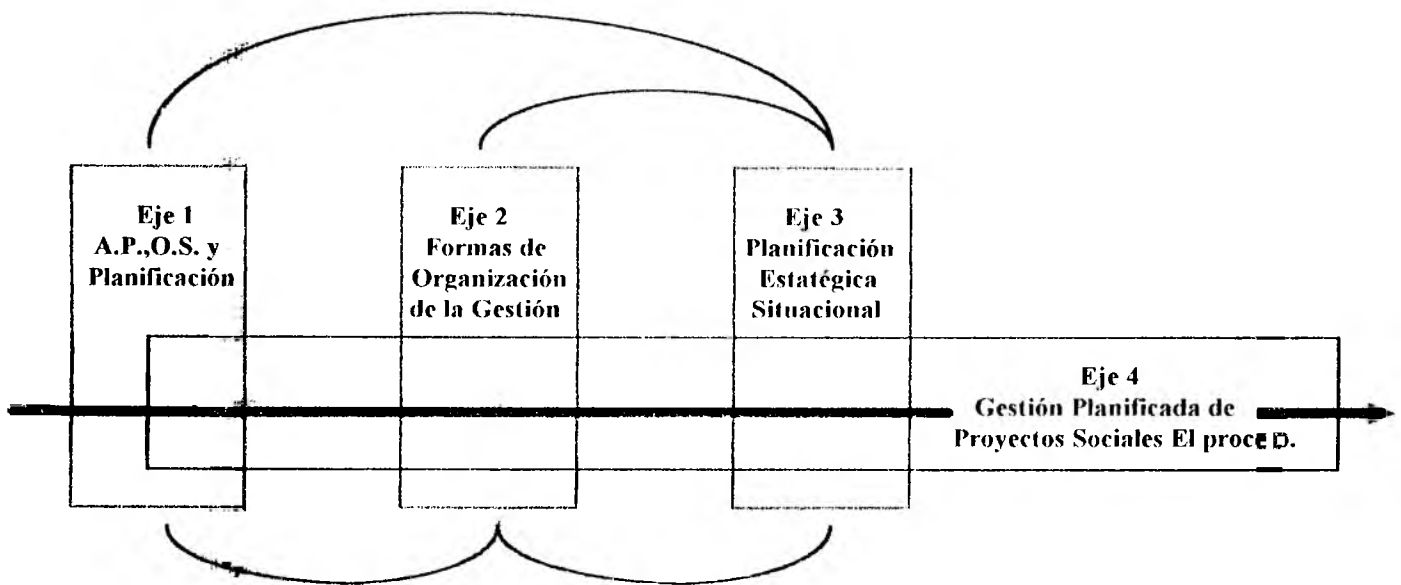 Eje 1
A.P.,O.S. y
Planificación
Eje 2
Formas de
Organización
de la Gestión
Eje 3
Planificación
Estatégica
Situacional
Eje 4
Gestión Planificada de
Proyectos Sociales El proceD.